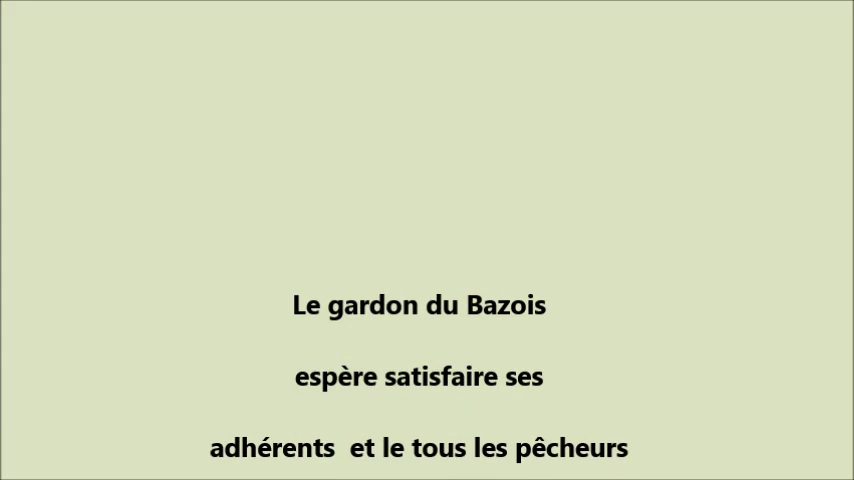 Le gardon du Bazois
espère satisfaire ses
adhérents  et le tous les pêcheurs